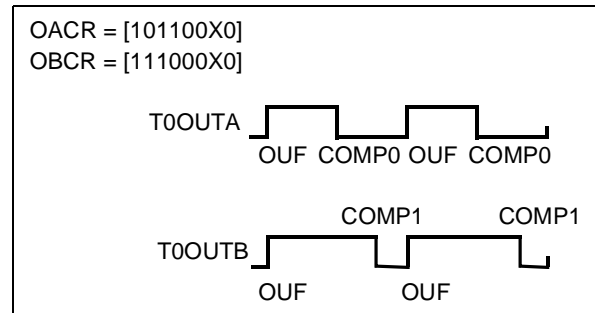 OACR = [101100X0]
OBCR = [111000X0]
T0OUTA
OUF COMP0 OUF COMP0
COMP1 COMP1
T0OUTB
OUF OUF